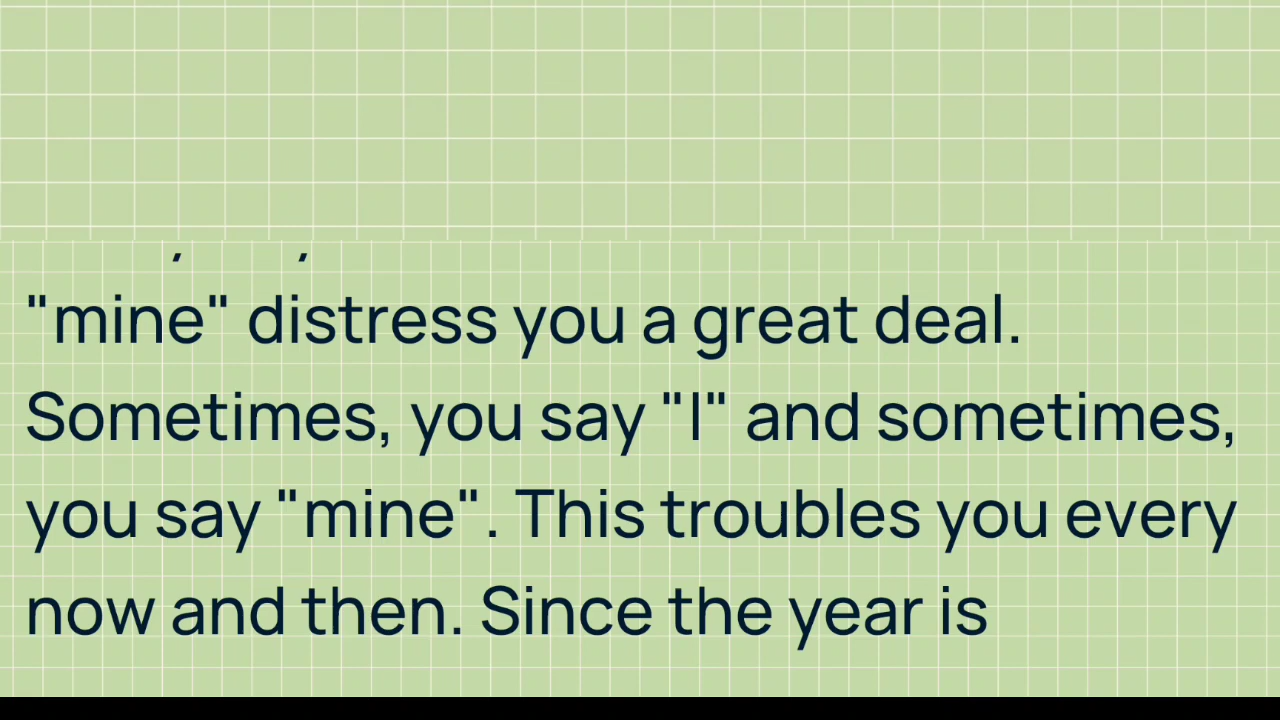 "mine" distress you a great deal.
Sometimes, you say "I" and sometimes,
you say "mine". This troubles you every
now and then. Since the year is